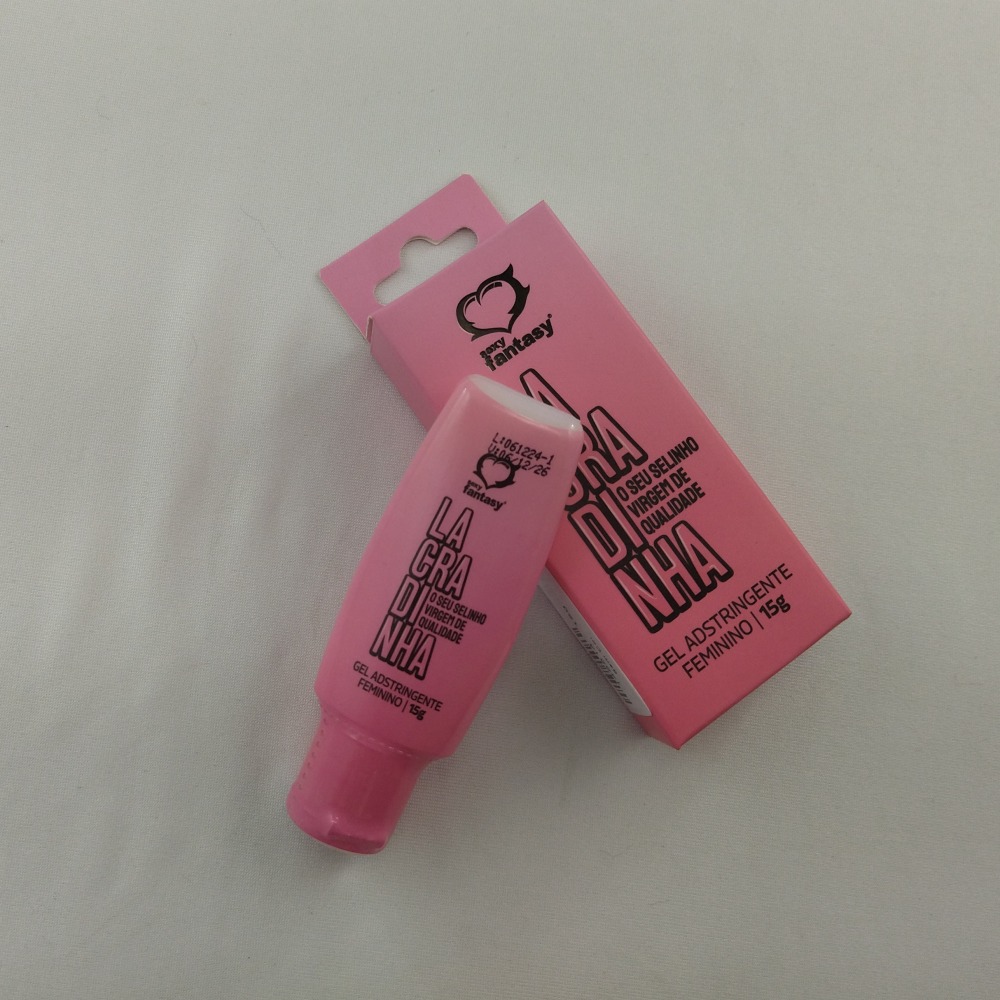 sexy
fantasy®
LA
CRA
DI
NHA
O SEU SELINHO
VIRGEM DE
QUALIDADE
GEL ADSTRINGENTE
FEMININO | 15g
L:061224-1
V:06/12/26
sexy
fantasy®
LA
CRA
DI
NHA
O SEU SELINHO
VIRGEM DE
QUALIDADE
GEL ADSTRINGENTE
FEMININO | 15g